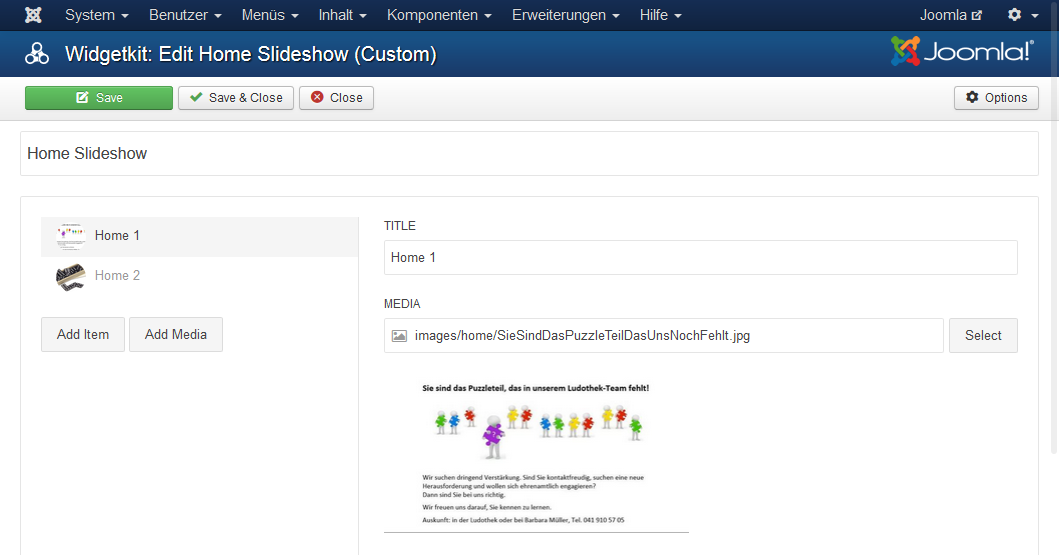 System Benutzer Menüs Inhalt Komponenten Erweiterungen Hilfe Joomla
Widgetkit: Edit Home Slideshow (Custom) Joomla!®
Save Save & Close Close Options
Home Slideshow
Home 1
Home 2
Add Item Add Media
TITLE
Home 1
MEDIA
images/home/SieSindDasPuzzleTeilDasUnsNochFehlt.jpg Select
Sie sind das Puzzleteil, das in unserem Ludothek-Team fehlt!
Wir suchen dringend Verstärkung. Sind Sie kontaktfreudig, suchen eine neue
Herausforderung und wollen sich ehrenamtlich engagieren?
Dann sind Sie bei uns richtig.
Wir freuen uns darauf, Sie kennen zu lernen.
Auskunft: in der Ludothek oder bei Barbara Müller, Tel. 041 910 57 05